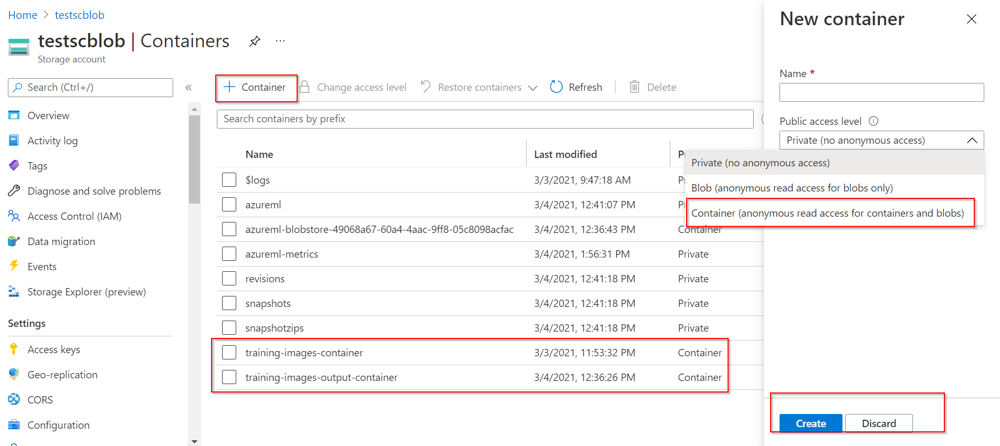 Home > testscblob
testscblob | Containers ...
Storage account
Search (Ctrl+/) «
Overview
Activity log
Tags
Diagnose and solve problems
Access Control (IAM)
Data migration
Events
Storage Explorer (preview)
Settings
Access keys
Geo-replication
CORS
Configuration
+ Container Change access level Restore containers Refresh Delete
Search containers by prefix
Name Last modified
$logs 3/3/2021, 9:47:18 AM
azureml 3/4/2021, 12:41:07 PM
azureml-blobstore-49068a67-60a4-4aac-9ff8-05c8098acfac 3/4/2021, 12:36:43 PM Container
azureml-metrics 3/4/2021, 1:56:31 PM Private
revisions 3/4/2021, 12:41:18 PM Private
snapshots 3/4/2021, 12:41:18 PM Private
snapshotzips 3/4/2021, 12:41:18 PM Private
training-images-container 3/3/2021, 11:53:32 PM Container
training-images-output-container 3/4/2021, 12:36:26 PM Container
New container
Name *
Public access level
Private (no anonymous access)
Private (no anonymous access)
Blob (anonymous read access for blobs only)
Container (anonymous read access for containers and blobs)
Create Discard